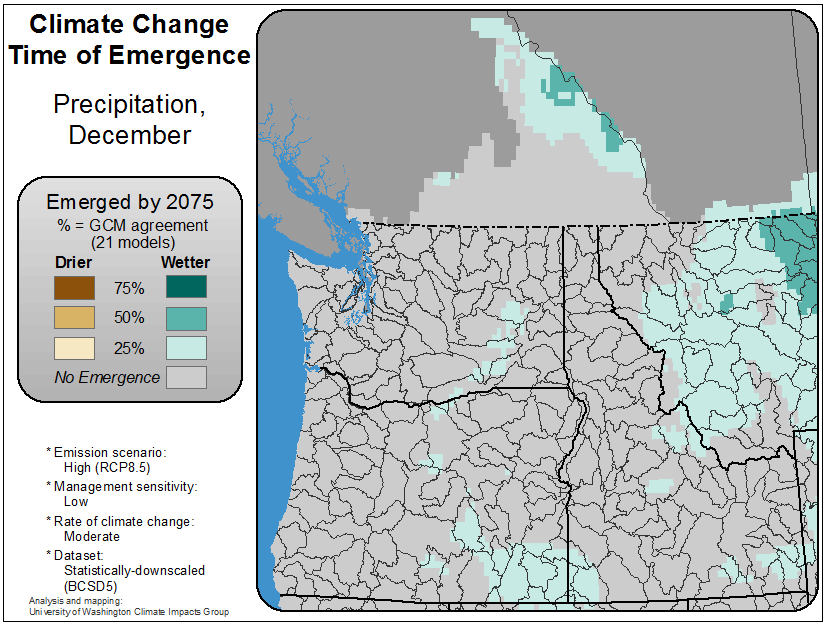 Climate Change
Time of Emergence
Precipitation,
December
Emerged by 2075
% = GCM agreement
(21 models)
Drier Wetter
75%
50%
25%
No Emergence
* Emission scenario:
High (RCP8.5)
* Management sensitivity:
Low
* Rate of climate change:
Moderate
* Dataset:
Statistically-downscaled
(BCSD5)
Analysis and mapping:
University of Washington Climate Impacts Group